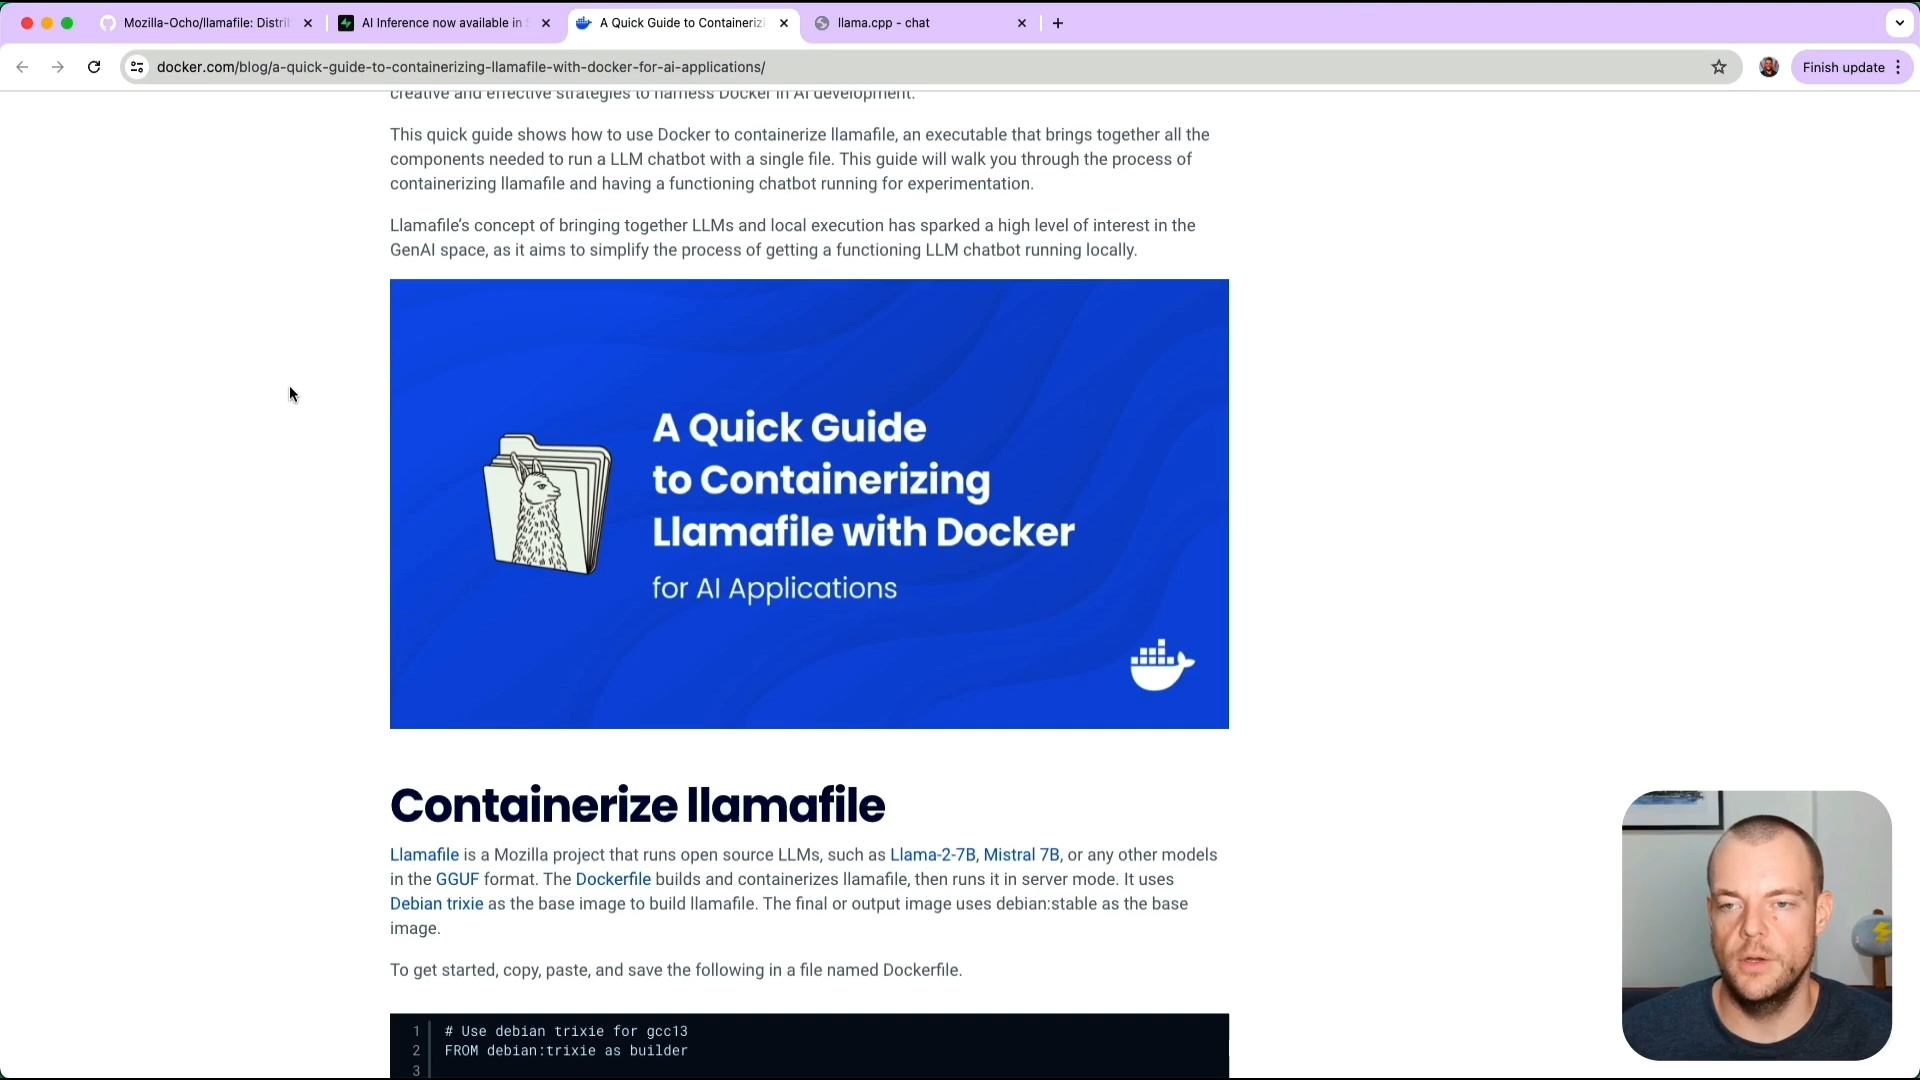 Mozilla-Ocho/llamafile: Distrib
AI Inference now available in S
A Quick Guide to Containerizi
llama.cpp - chat
docker.com/blog/a-quick-guide-to-containerizing-llamafile-with-docker-for-ai-applications/
Finish update
creative and effective strategies to harness Docker in AI development.
This quick guide shows how to use Docker to containerize llamafile, an executable that brings together all the
components needed to run a LLM chatbot with a single file. This guide will walk you through the process of
containerizing llamafile and having a functioning chatbot running for experimentation.
Llamafile’s concept of bringing together LLMs and local execution has sparked a high level of interest in the
GenAI space, as it aims to simplify the process of getting a functioning LLM chatbot running locally.
A Quick Guide
to Containerizing
Llamafile with Docker
for AI Applications
Containerize llamafile
Llamafile is a Mozilla project that runs open source LLMs, such as Llama-2-7B, Mistral 7B, or any other models
in the GGUF format. The Dockerfile builds and containerizes llamafile, then runs it in server mode. It uses
Debian trixie as the base image to build llamafile. The final or output image uses debian:stable as the base
image.
To get started, copy, paste, and save the following in a file named Dockerfile.
1 # Use debian trixie for gcc13
2 FROM debian:trixie as builder
3